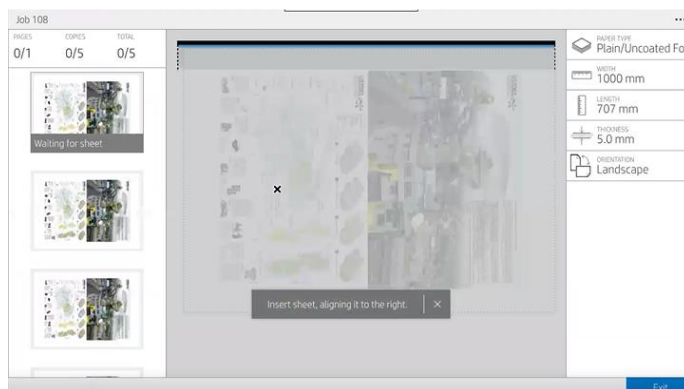 Job 108
PAGES COPIES TOTAL
0/1 0/5 0/5
Waiting for sheet
Insert sheet, aligning it to the right.
PAPER TYPE
Plain/Uncoated Fo
WIDTH
1000 mm
LENGTH
707 mm
THICKNESS
5.0 mm
ORIENTATION
Landscape
Exit